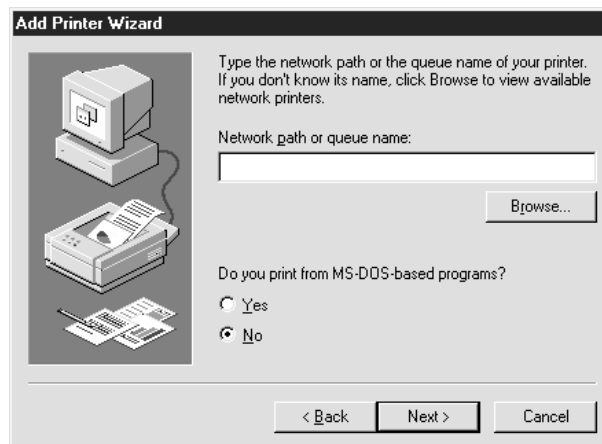 Add Printer Wizard
Type the network path or the queue name of your printer.
If you don't know its name, click Browse to view available
network printers.
Network path or queue name:
Browse...
Do you print from MS-DOS-based programs?
Yes
No
< Back
Next >
Cancel